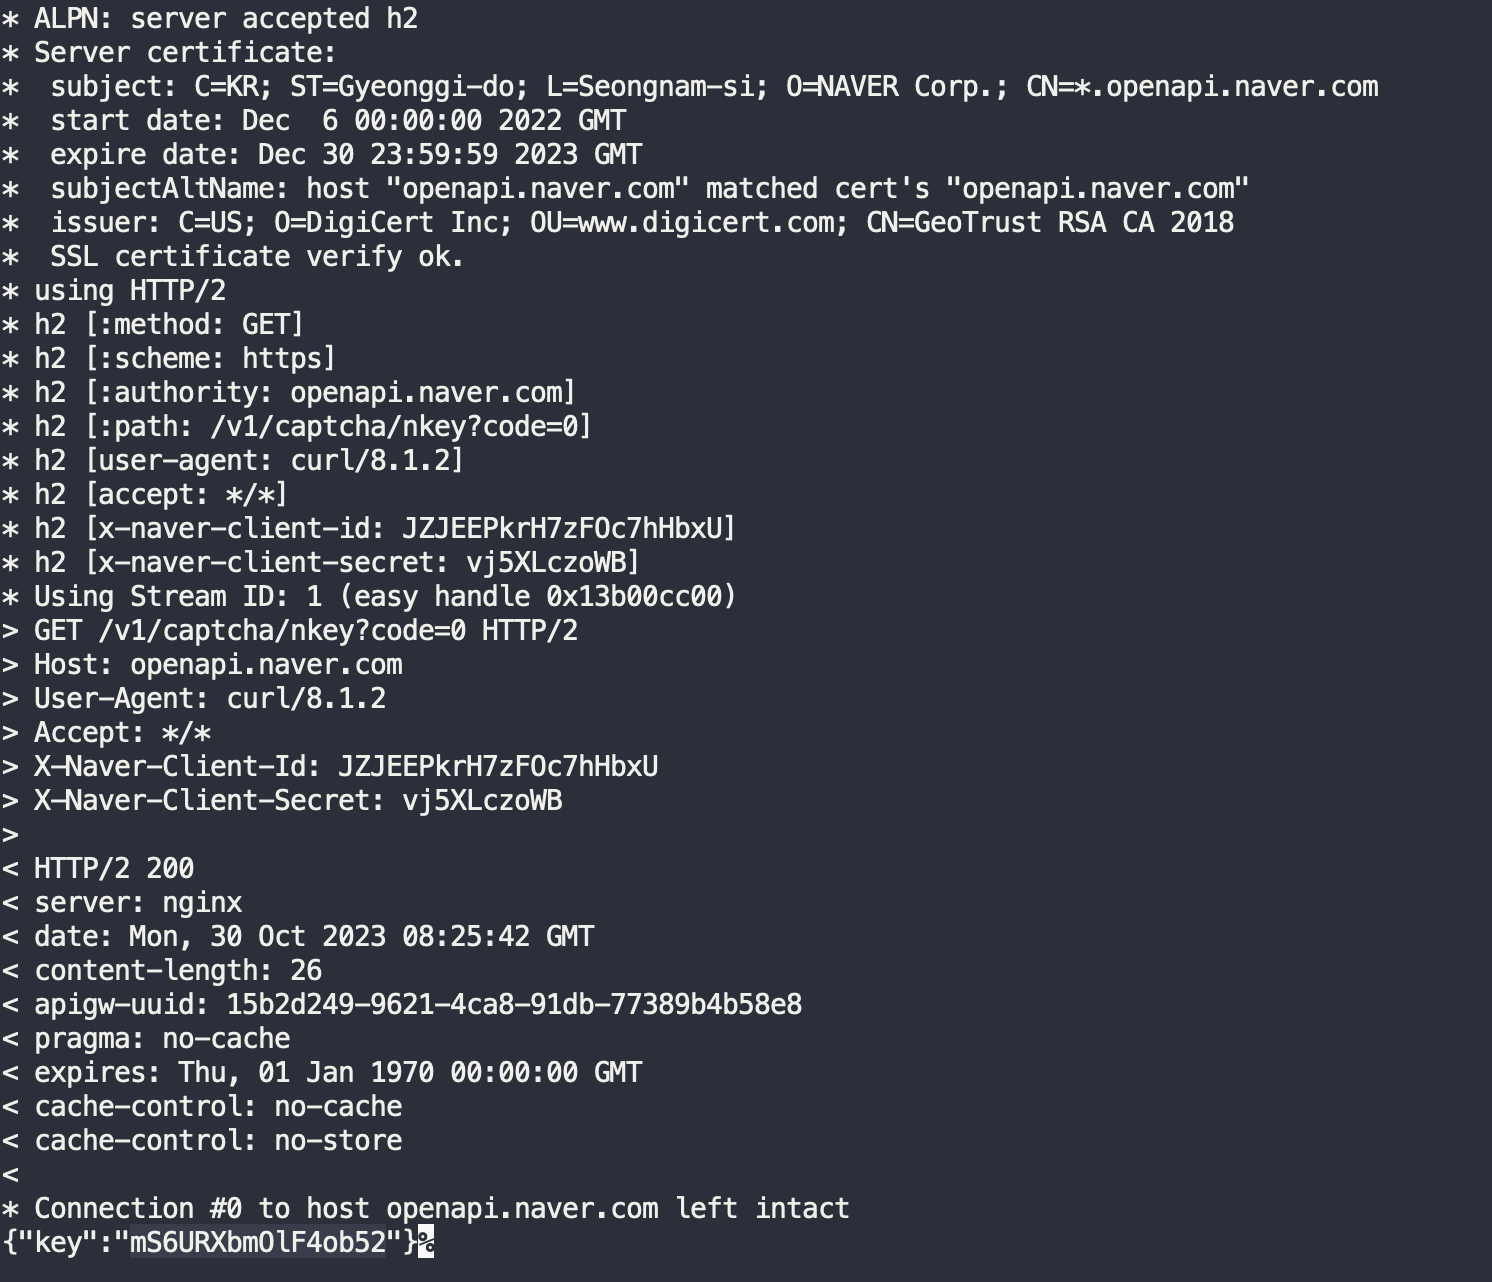 * ALPN: server accepted h2
* Server certificate:
*  subject: C=KR; ST=Gyeonggi-do; L=Seongnam-si; O=NAVER Corp.; CN=*.openapi.naver.com
*  start date: Dec  6 00:00:00 2022 GMT
*  expire date: Dec 30 23:59:59 2023 GMT
*  subjectAltName: host "openapi.naver.com" matched cert's "openapi.naver.com"
*  issuer: C=US; O=DigiCert Inc; OU=www.digicert.com; CN=GeoTrust RSA CA 2018
*  SSL certificate verify ok.
* using HTTP/2
* h2 [:method: GET]
* h2 [:scheme: https]
* h2 [:authority: openapi.naver.com]
* h2 [:path: /v1/captcha/nkey?code=0]
* h2 [user-agent: curl/8.1.2]
* h2 [accept: */*]
* h2 [x-naver-client-id: JZJEEPkrH7zFOc7hHbxU]
* h2 [x-naver-client-secret: vj5XLczoWB]
* Using Stream ID: 1 (easy handle 0x13b00cc00)
> GET /v1/captcha/nkey?code=0 HTTP/2
> Host: openapi.naver.com
> User-Agent: curl/8.1.2
> Accept: */*
> X-Naver-Client-Id: JZJEEPkrH7zFOc7hHbxU
> X-Naver-Client-Secret: vj5XLczoWB
>
< HTTP/2 200
< server: nginx
< date: Mon, 30 Oct 2023 08:25:42 GMT
< content-length: 26
< apigw-uuid: 15b2d249-9621-4ca8-91db-77389b4b58e8
< pragma: no-cache
< expires: Thu, 01 Jan 1970 00:00:00 GMT
< cache-control: no-cache
< cache-control: no-store
<
* Connection #0 to host openapi.naver.com left intact
{"key":"mS6URXbmOlF4ob52"}%